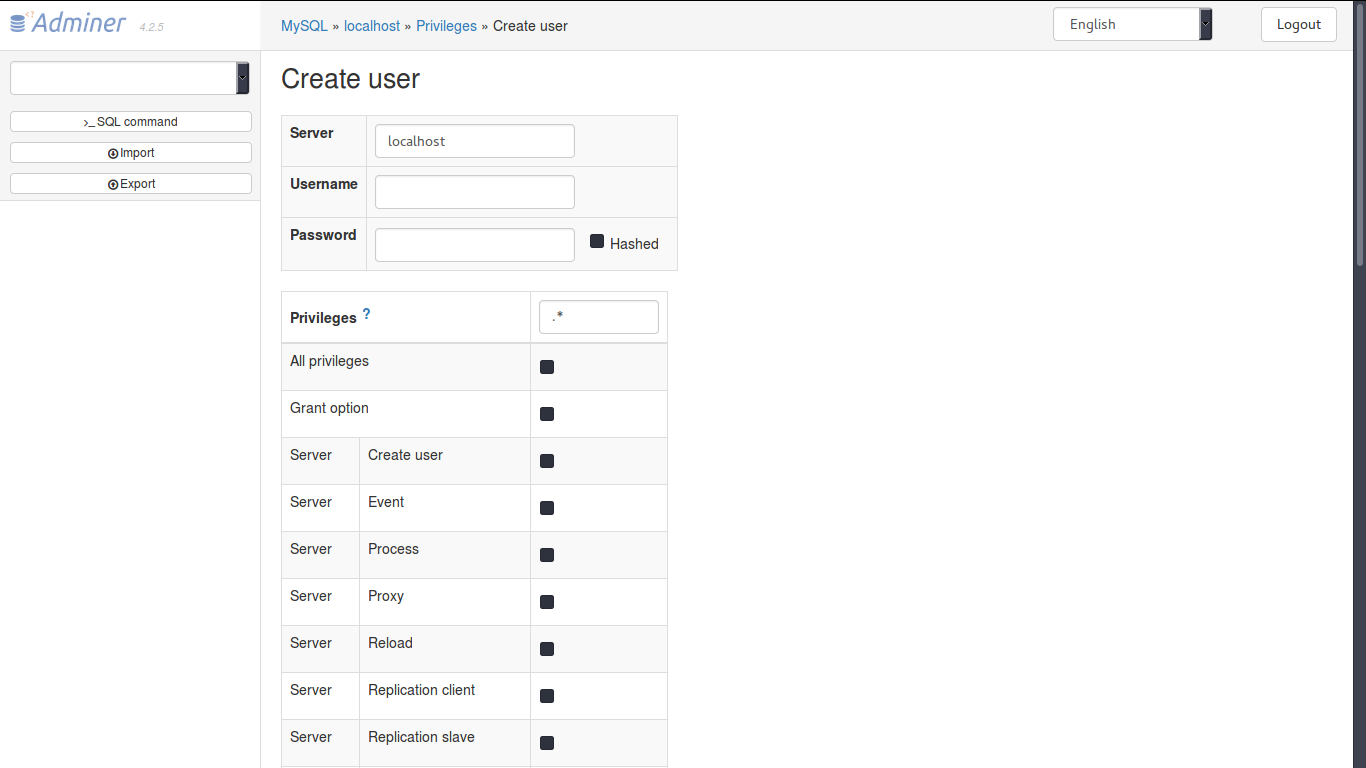 Adminer 4.2.5
MySQL » localhost » Privileges » Create user
English
Logout
>_ SQL command
Import
Export
Create user
Server localhost
Username
Password Hashed
Privileges ? .*
All privileges
Grant option
Server Create user
Server Event
Server Process
Server Proxy
Server Reload
Server Replication client
Server Replication slave